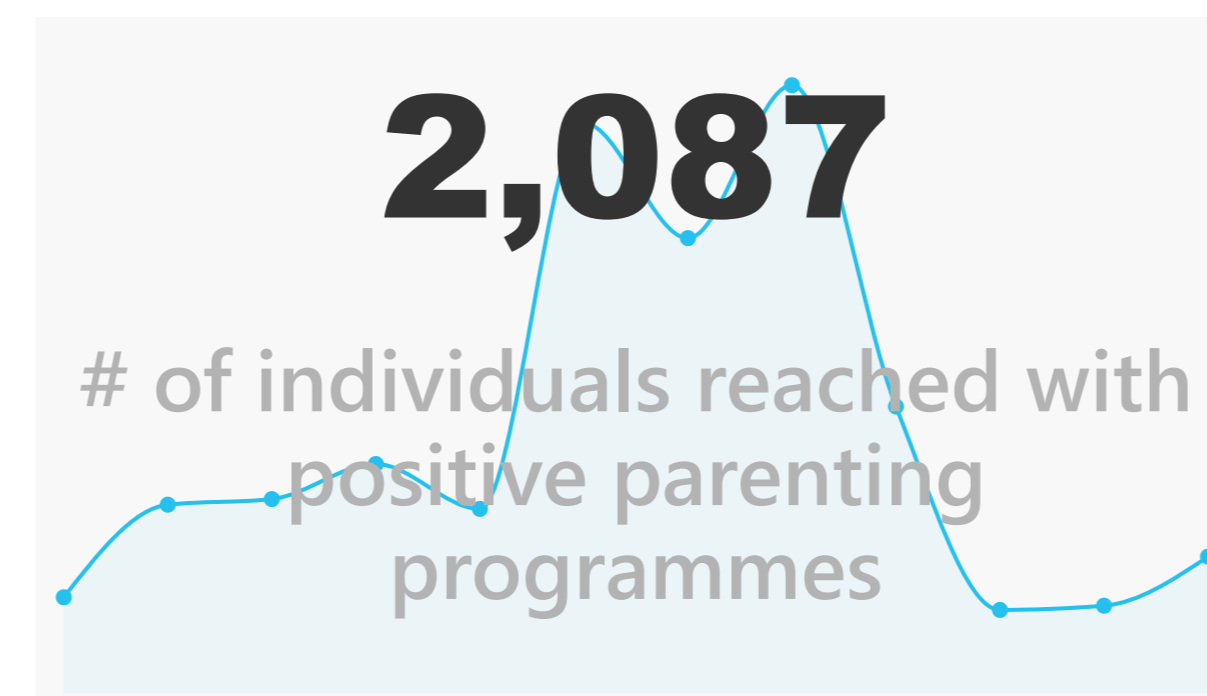 2,087
# of individuals reached with
positive parenting
programmes